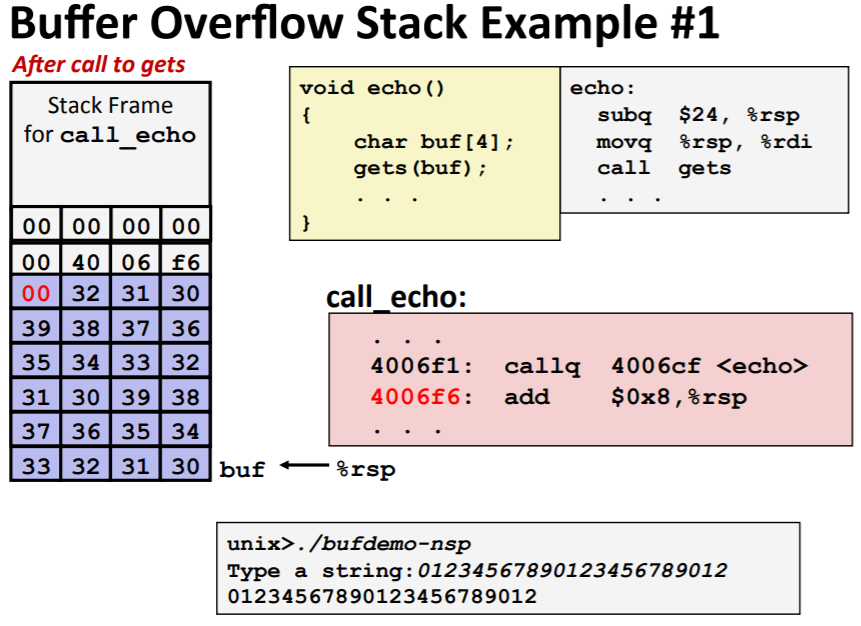 Buffer Overflow Stack Example #1
After call to gets
Stack Frame
for call_echo
00 00 00 00
00 40 06 f6
00 32 31 30
39 38 37 36
35 34 33 32
31 30 39 38
37 36 35 34
33 32 31 30
buf
%rsp
void echo()
{
    char buf[4];
    gets(buf);
    . . .
}
echo:
  subq  $24, %rsp
  movq  %rsp, %rdi
  call  gets
  . . .
call_echo:
. . .
4006f1:  callq  4006cf <echo>
4006f6:  add    $0x8,%rsp
. . .
unix>./bufdemo-nsp
Type a string:01234567890123456789012
01234567890123456789012